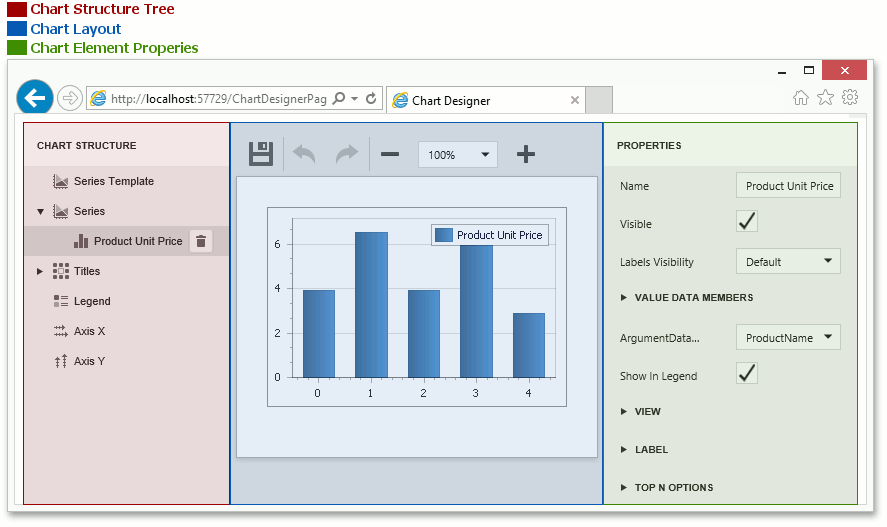 Chart Structure Tree
Chart Layout
Chart Element Properies
http://localhost:57729/ChartDesignerPag
Chart Designer
CHART STRUCTURE
Series Template
Series
Product Unit Price
Titles
Legend
Axis X
Axis Y
100%
Product Unit Price
6
4
2
0
0 1 2 3 4
PROPERTIES
Name Product Unit Price
Visible
Labels Visibility Default
VALUE DATA MEMBERS
ArgumentData... ProductName
Show In Legend
VIEW
LABEL
TOP N OPTIONS